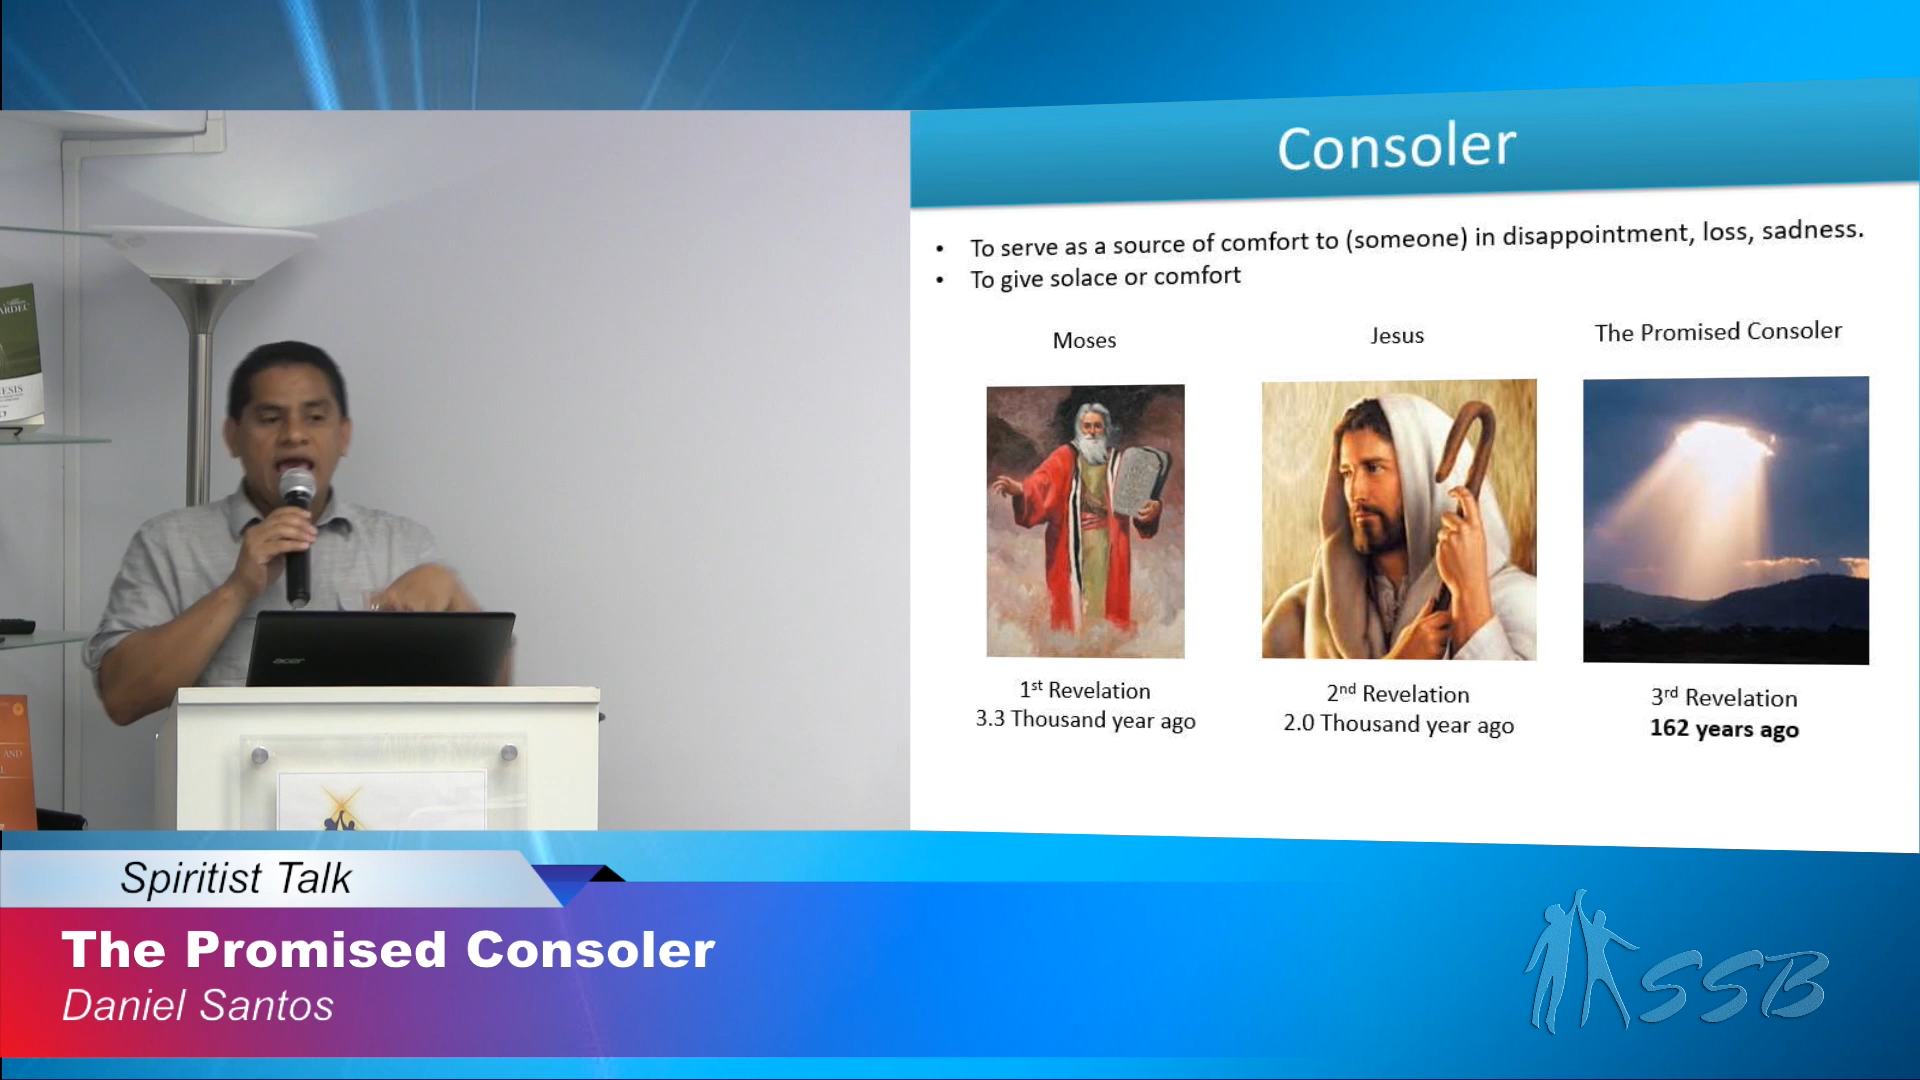 Consoler
• To serve as a source of comfort to (someone) in disappointment, loss, sadness.
• To give solace or comfort
Moses
Jesus
The Promised Consoler
1st Revelation
3.3 Thousand year ago
2nd Revelation
2.0 Thousand year ago
3rd Revelation
162 years ago
acer
AND
Spiritist Talk
The Promised Consoler
Daniel Santos
SSB